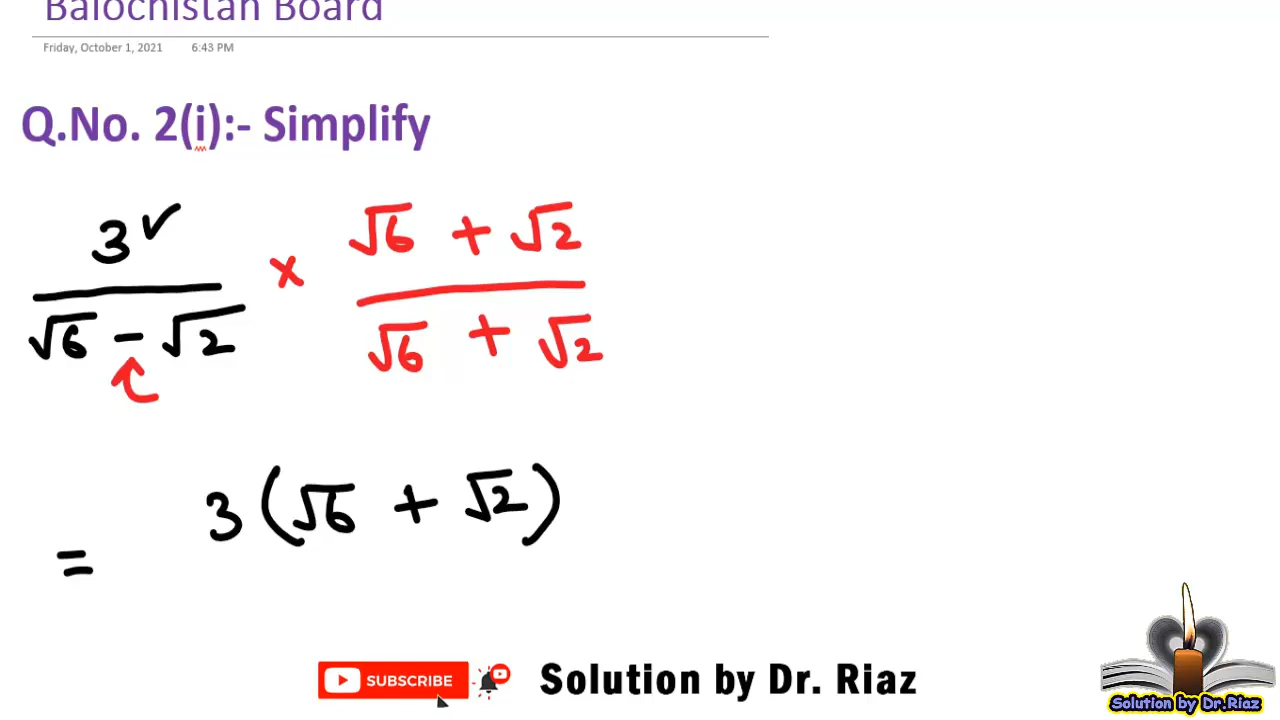 Balochistan Board
Friday, October 1, 2021 6:43 PM
Q.No. 2(i):- Simplify
3✓ × √6 + √2
√6 − √2 √6 + √2
= 3(√6 + √2)
SUBSCRIBE
Solution by Dr. Riaz
Solution by Dr.Riaz